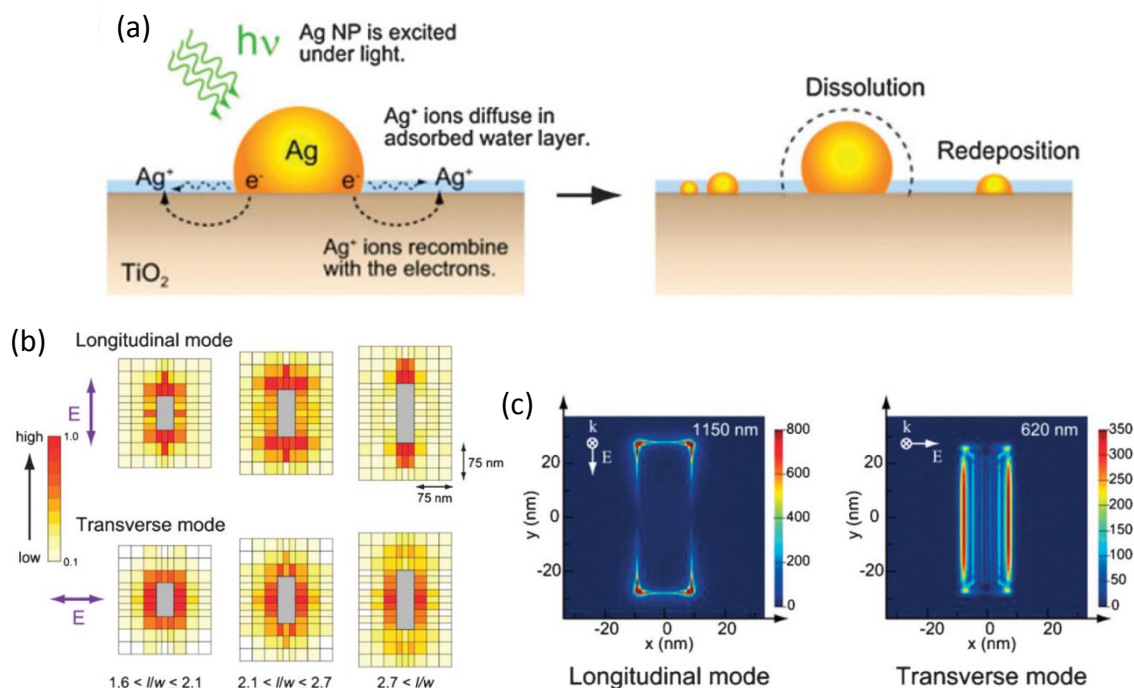 (a)
hν
Ag NP is excited
under light.
Ag
Ag⁺ ions diffuse in
adsorbed water layer.
Ag⁺
e⁻
e⁻
Ag⁺
Ag⁺ ions recombine
with the electrons.
TiO₂
Dissolution
Redeposition
(b)
Longitudinal mode
E
high
1.0
low
0.1
75 nm
75 nm
Transverse mode
E
1.6 < l/w < 2.1
2.1 < l/w < 2.7
2.7 < l/w
(c)
k
E
1150 nm
800
600
400
200
0
20
0
-20
y (nm)
-20
0
20
x (nm)
Longitudinal mode
k
E
620 nm
350
300
250
200
150
100
50
0
20
0
-20
y (nm)
-20
0
20
x (nm)
Transverse mode